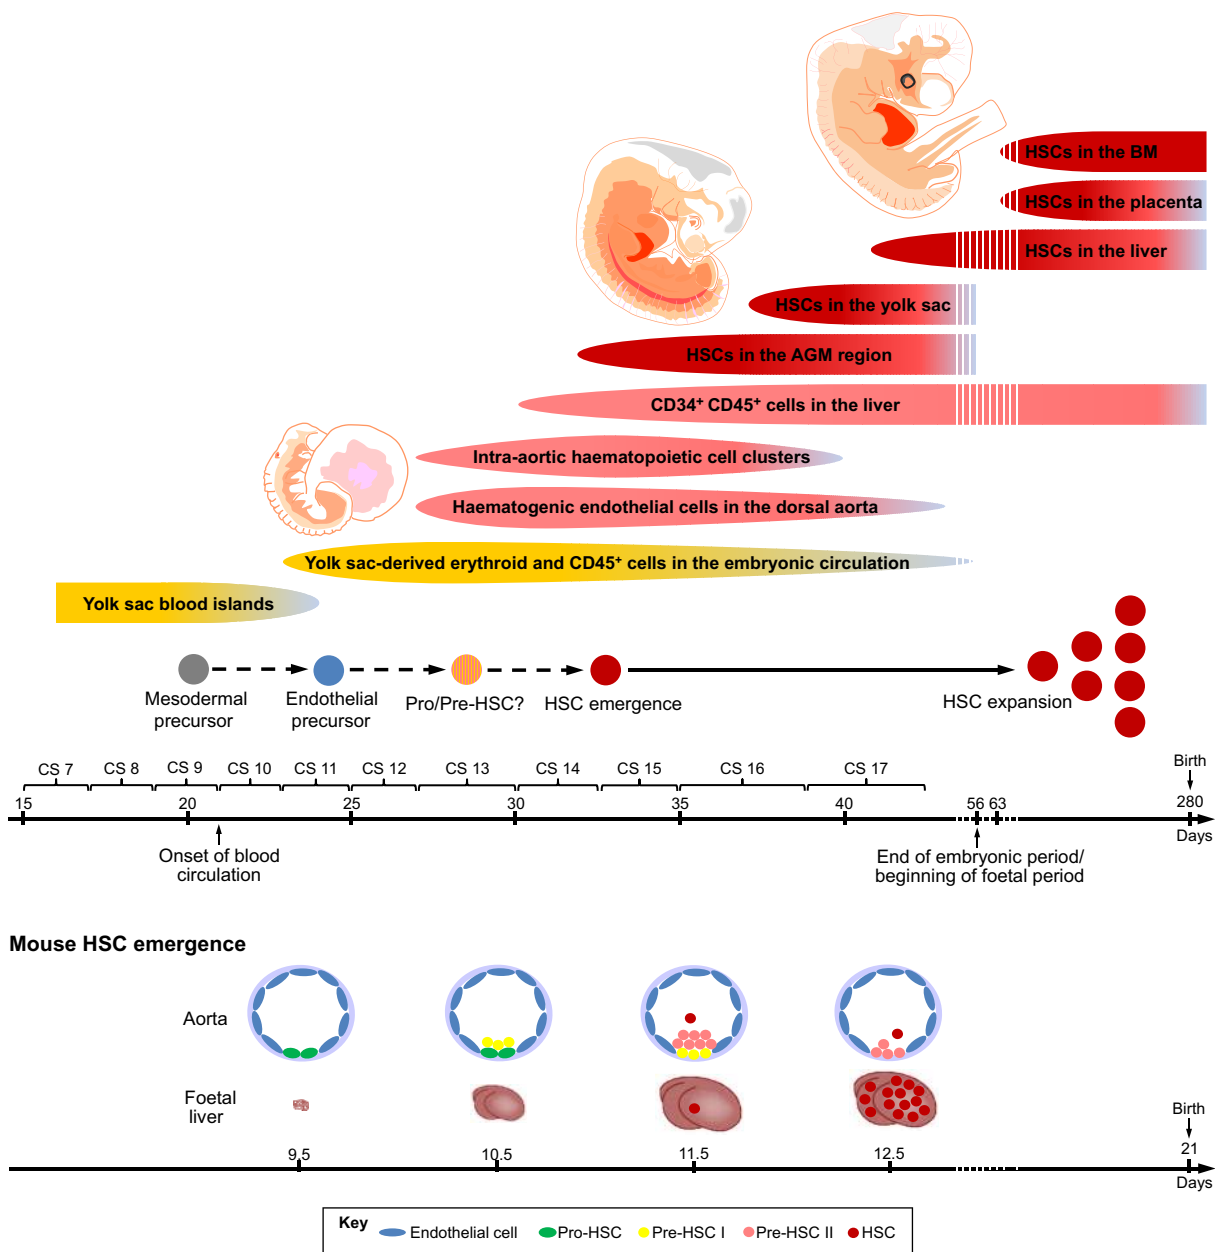 HSCs in the BM
HSCs in the placenta
HSCs in the liver
HSCs in the yolk sac
HSCs in the AGM region
CD34⁺ CD45⁺ cells in the liver
Intra-aortic haematopoietic cell clusters
Haematogenic endothelial cells in the dorsal aorta
Yolk sac-derived erythroid and CD45⁺ cells in the embryonic circulation
Yolk sac blood islands
Mesodermal
precursor
Endothelial
precursor
Pro/Pre-HSC?
HSC emergence
HSC expansion
CS 7 CS 8 CS 9 CS 10 CS 11 CS 12 CS 13 CS 14 CS 15 CS 16 CS 17
Birth
15 20 25 30 35 40 56 63 280
Days
Onset of blood
circulation
End of embryonic period/
beginning of foetal period
Mouse HSC emergence
Aorta
Foetal
liver
Birth
9.5 10.5 11.5 12.5 21
Days
Key Endothelial cell Pro-HSC Pre-HSC I Pre-HSC II HSC